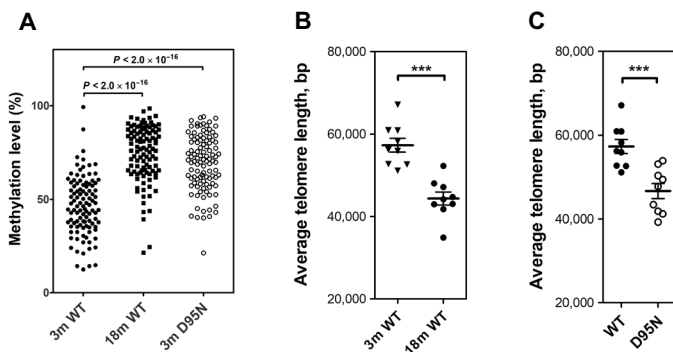 A
P < 2.0 × 10⁻¹⁶
P < 2.0 × 10⁻¹⁶
Methylation level (%)
100
50
0
3m WT
18m WT
3m D95N
B
Average telomere length, bp
80,000
60,000
40,000
20,000
***
3m WT
18m WT
C
Average telomere length, bp
80,000
60,000
40,000
20,000
***
WT
D95N